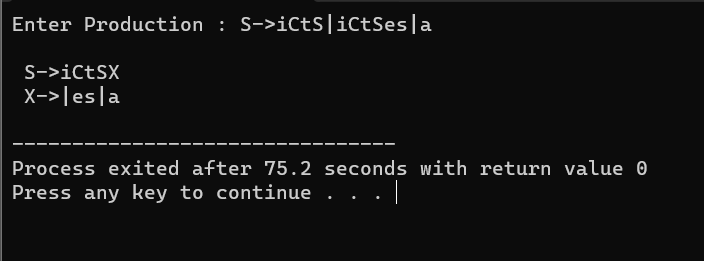 Enter Production : S->iCtS|iCtSes|a
S->iCtSX
X->|es|a
--------------------------------
Process exited after 75.2 seconds with return value 0
Press any key to continue . . .